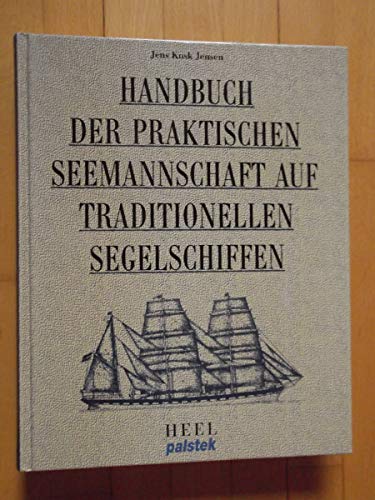 Jens Kusk Jensen
HANDBUCH
DER PRAKTISCHEN
SEEMANNSCHAFT AUF
TRADITIONELLEN
SEGELSCHIFFEN
HEEL
palstek